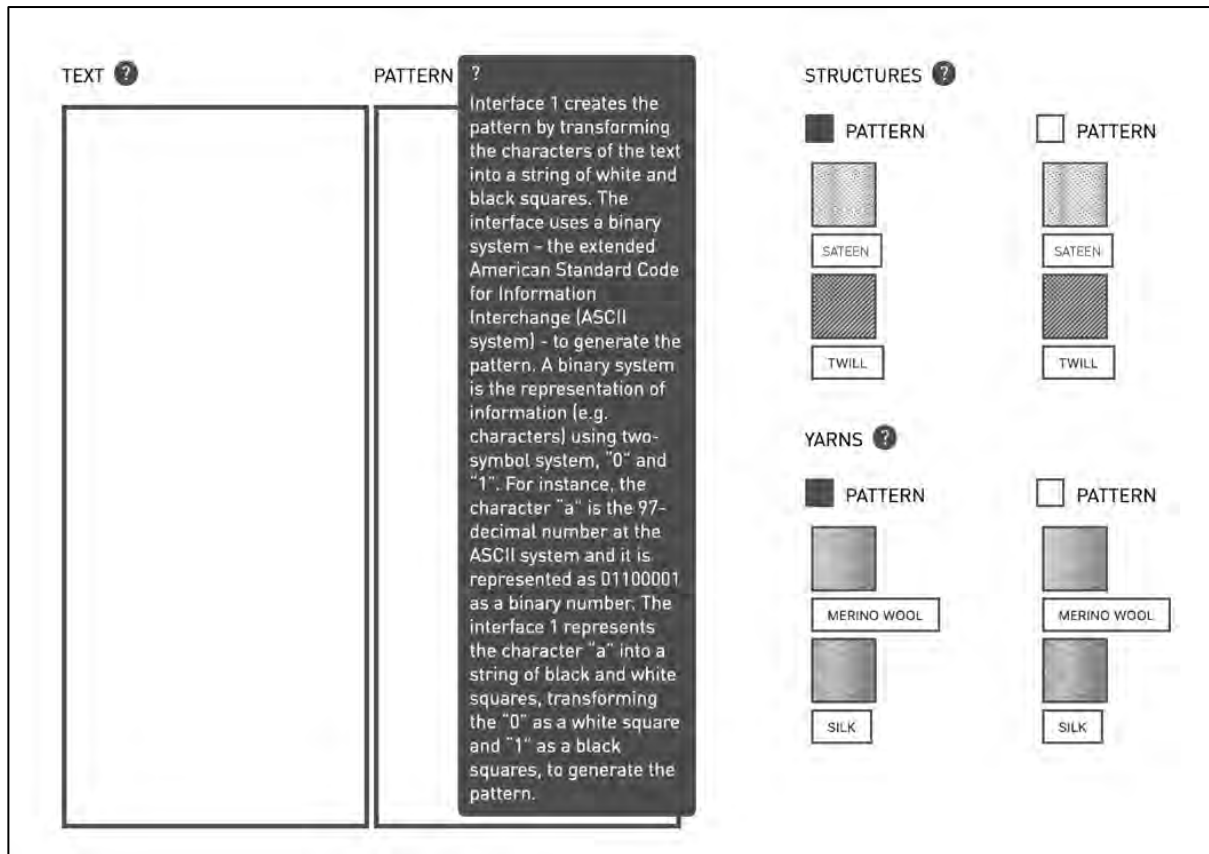 TEXT ?
PATTERN ?
Interface 1 creates the
pattern by transforming
the characters of the text
into a string of white and
black squares. The
interface uses a binary
system - the extended
American Standard Code
for Information
Interchange (ASCII
system) - to generate the
pattern. A binary system
is the representation of
information (e.g.
characters) using two-
symbol system, "0" and
"1". For instance, the
character "a" is the 97-
decimal number at the
ASCII system and it is
represented as 01100001
as a binary number. The
interface 1 represents
the character "a" into a
string of black and white
squares, transforming
the "0" as a white square
and "1" as a black
squares, to generate the
pattern.
STRUCTURES ?
PATTERN
PATTERN
SATEEN
SATEEN
TWILL
TWILL
YARNS ?
PATTERN
PATTERN
MERINO WOOL
MERINO WOOL
SILK
SILK